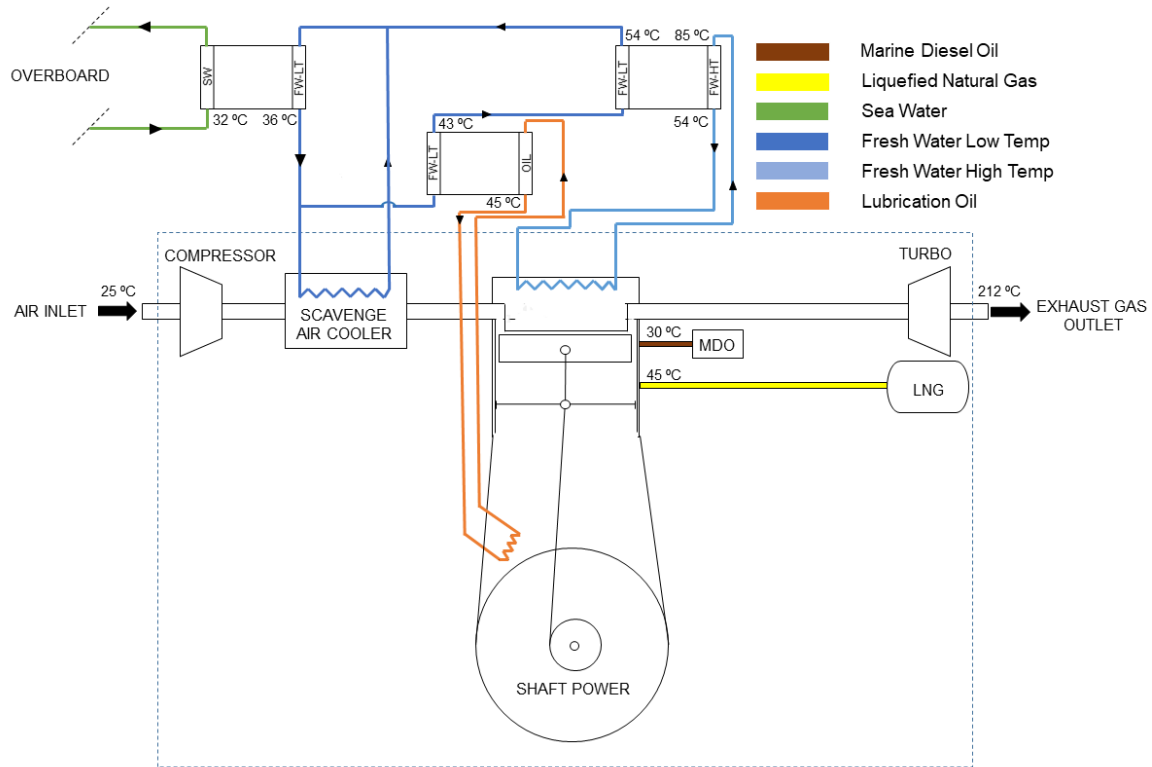 54 ºC
85 ºC
OVERBOARD
SW
FW-LT
FW-LT
FW-HT
32 ºC
36 ºC
54 ºC
43 ºC
FW-LT
OIL
45 ºC
Marine Diesel Oil
Liquefied Natural Gas
Sea Water
Fresh Water Low Temp
Fresh Water High Temp
Lubrication Oil
COMPRESSOR
TURBO
25 ºC
AIR INLET
SCAVENGE
AIR COOLER
212 ºC
EXHAUST GAS
OUTLET
30 ºC
MDO
45 ºC
LNG
SHAFT POWER